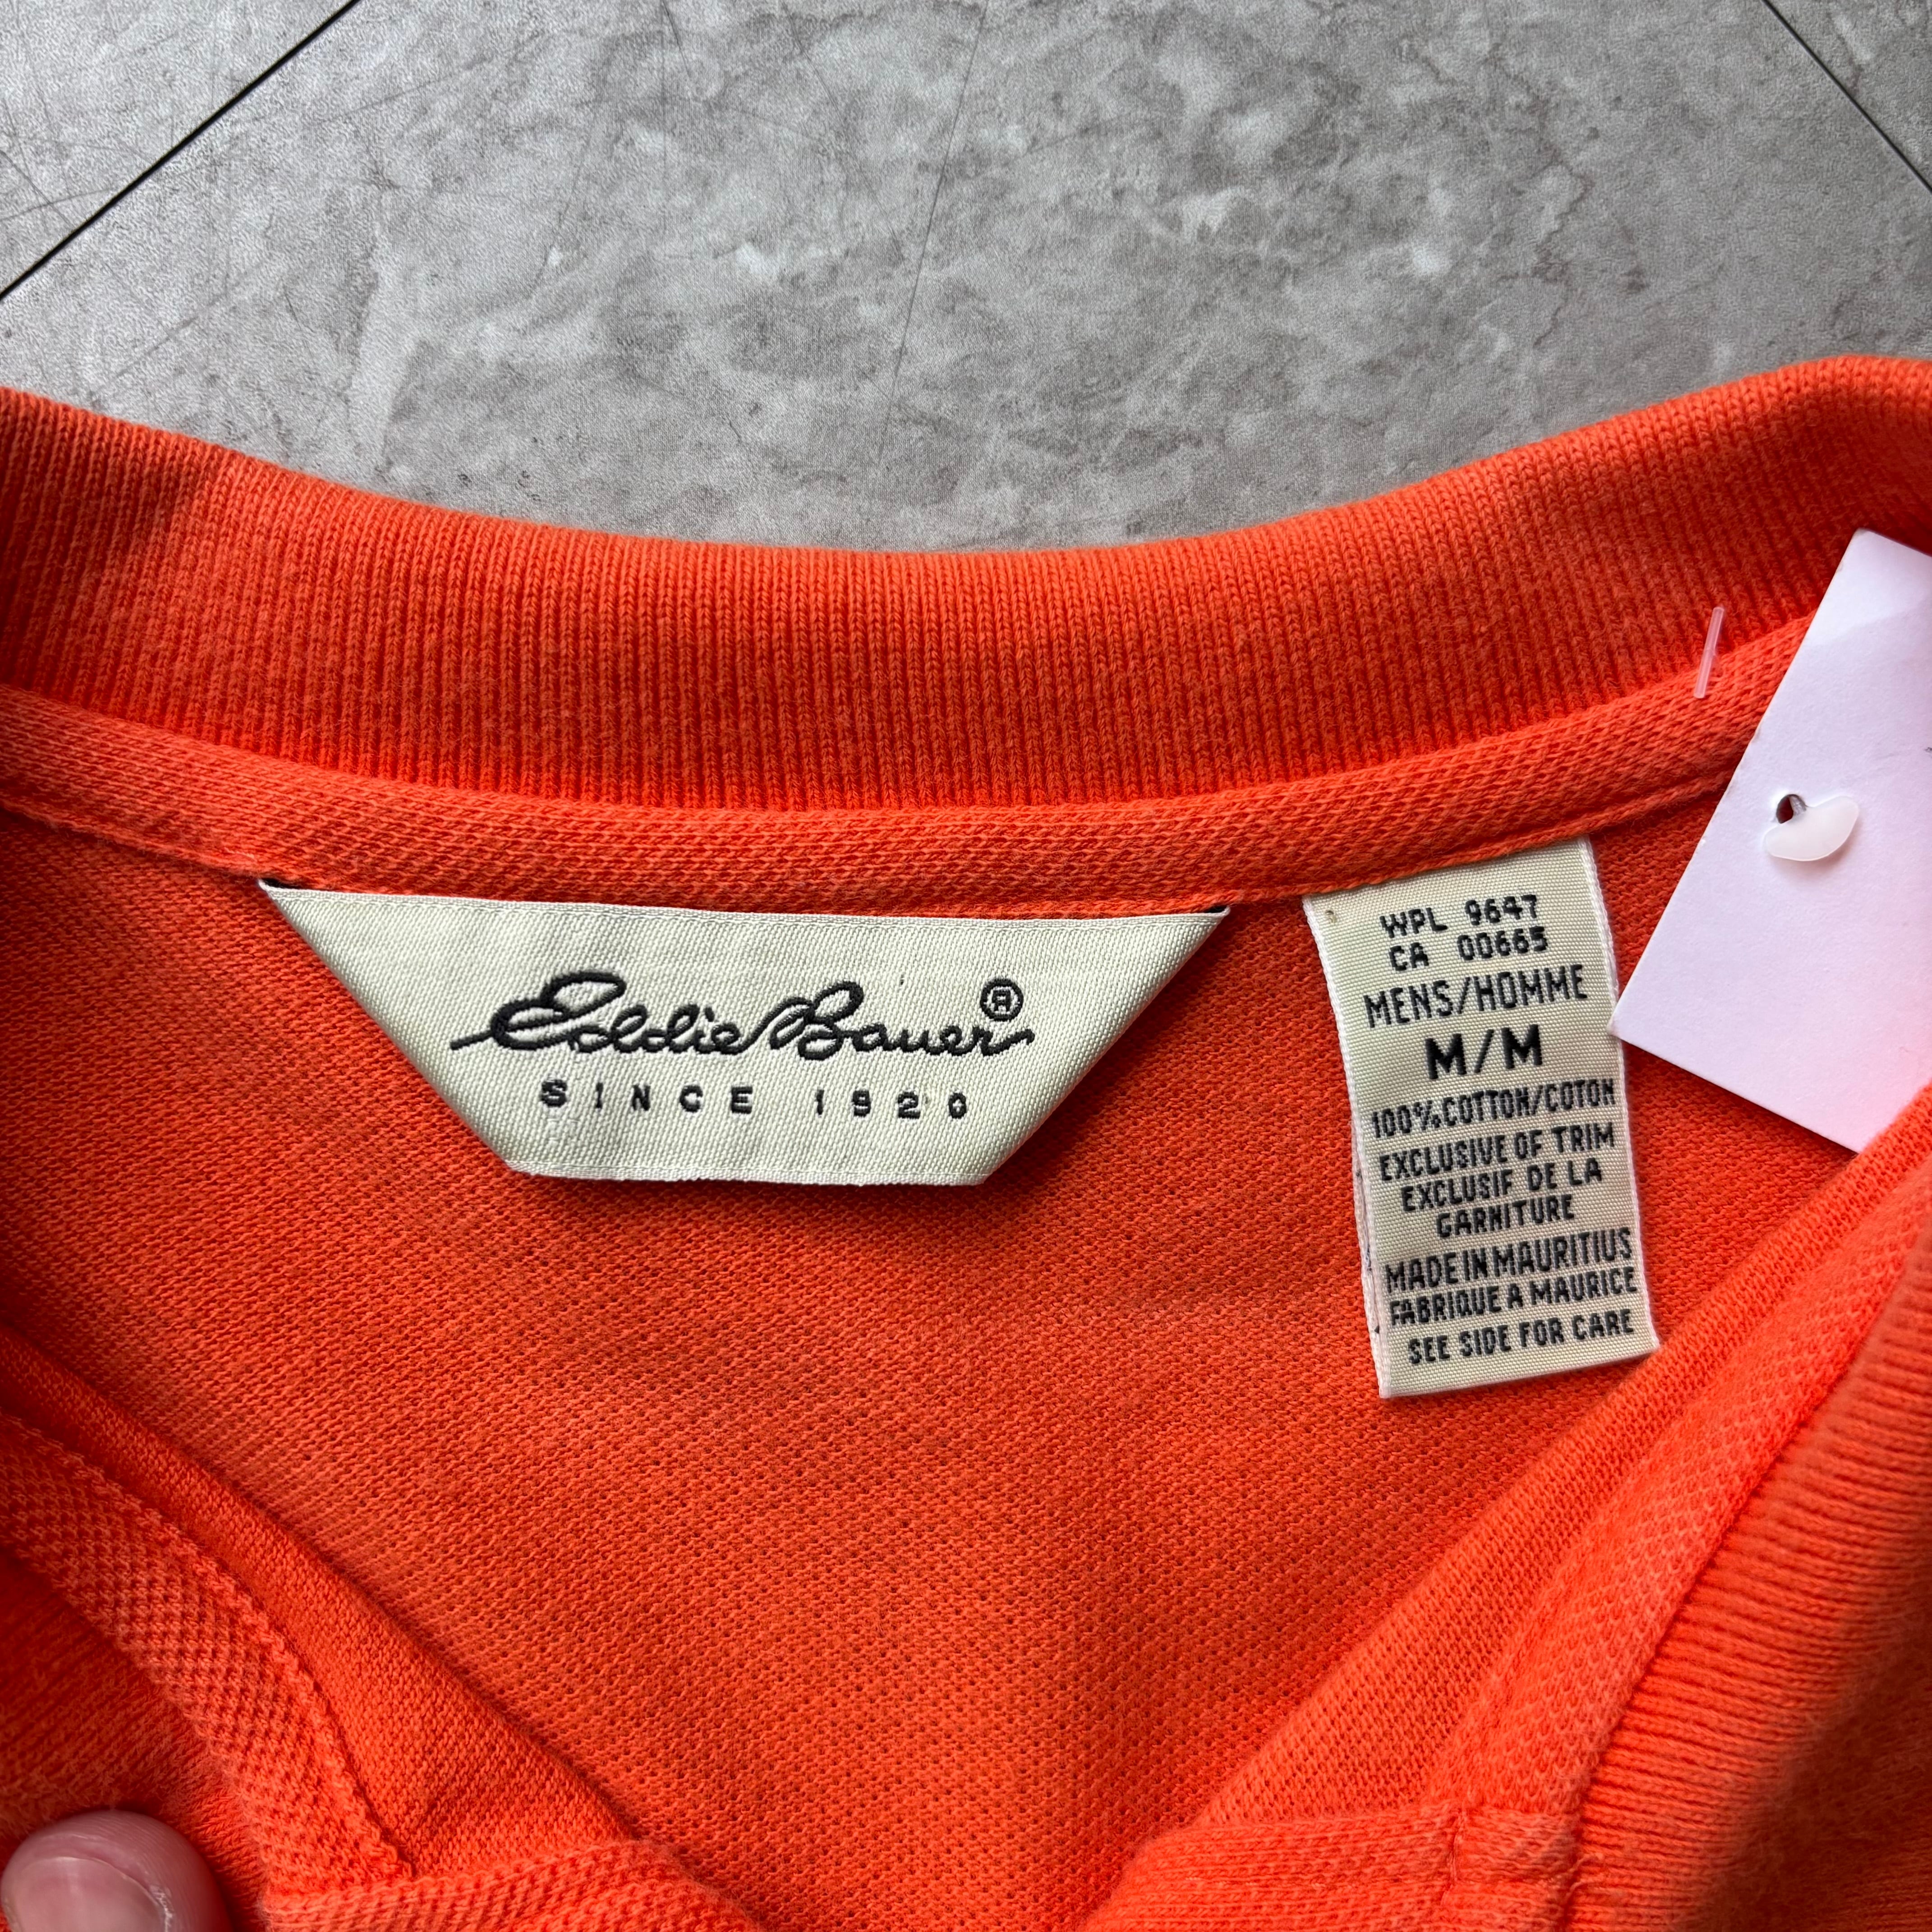 Eddie Bauer®
SINCE 1920
WPL 9647
CA 00665
MENS/HOMME
M/M
100%COTTON/COTON
EXCLUSIVE OF TRIM
EXCLUSIF DE LA
GARNITURE
MADE IN MAURITIUS
FABRIQUE A MAURICE
SEE SIDE FOR CARE